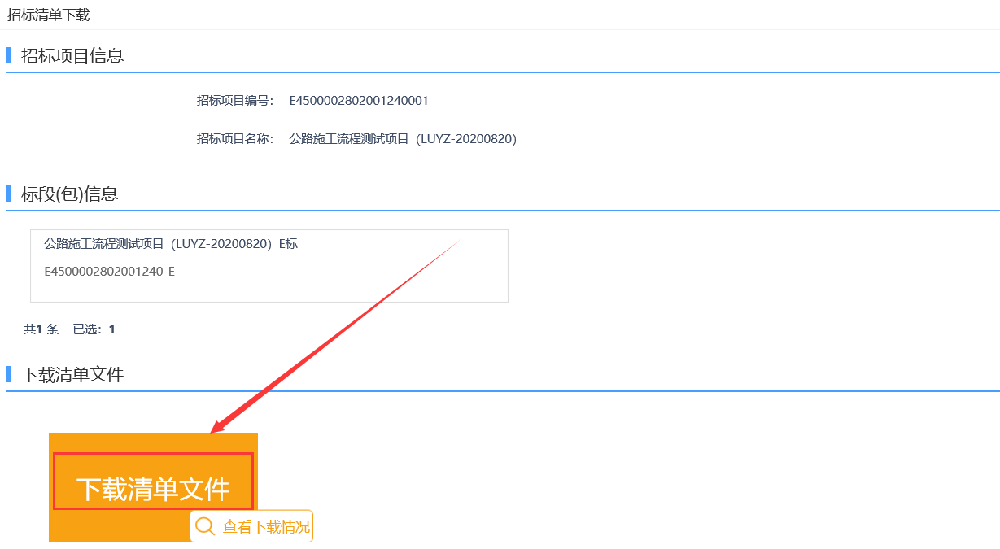 招标清单下载
招标项目信息
招标项目编号： E4500002802001240001
招标项目名称： 公路施工流程测试项目（LUYZ-20200820）
标段(包)信息
公路施工流程测试项目（LUYZ-20200820）E标
E4500002802001240-E
共1 条 已选：1
下载清单文件
下载清单文件
查看下载情况